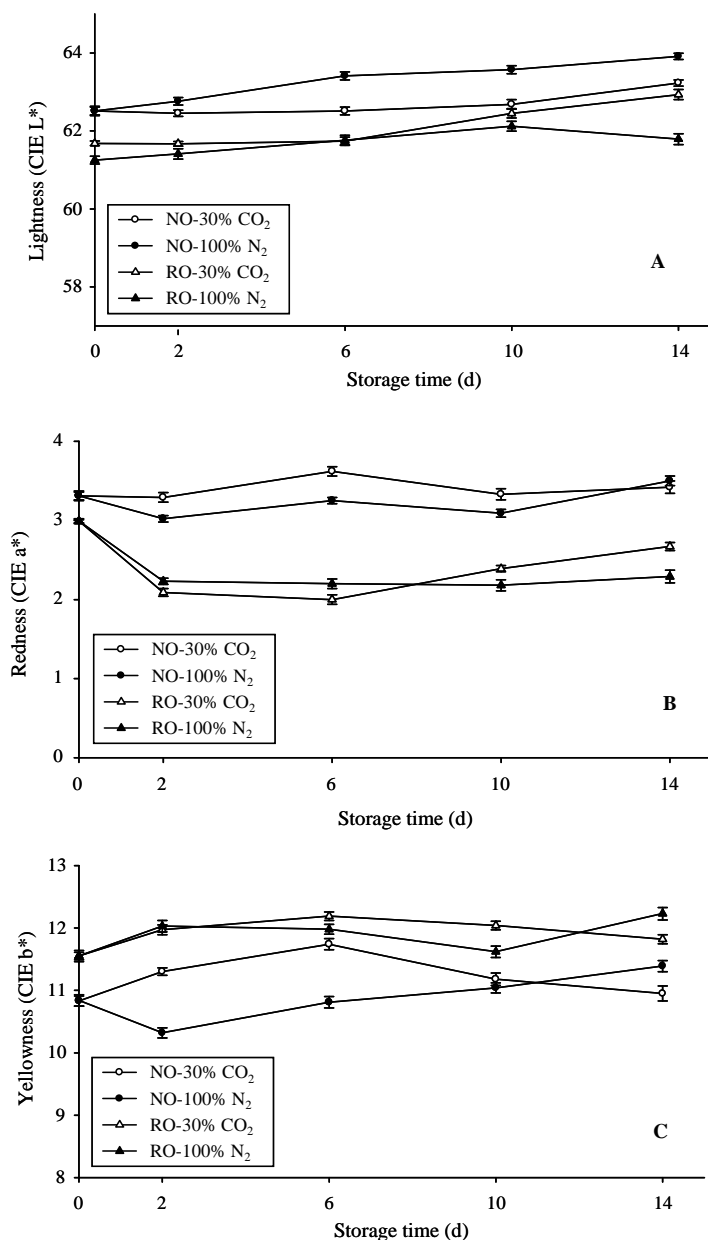 64
62
60
58
Lightness (CIE L*)
NO-30% CO₂
NO-100% N₂
RO-30% CO₂
RO-100% N₂
A
0 2 6 10 14
Storage time (d)
4
3
2
1
0
Redness (CIE a*)
NO-30% CO₂
NO-100% N₂
RO-30% CO₂
RO-100% N₂
B
0 2 6 10 14
Storage time (d)
13
12
11
10
9
8
Yellowness (CIE b*)
NO-30% CO₂
NO-100% N₂
RO-30% CO₂
RO-100% N₂
C
0 2 6 10 14
Storage time (d)